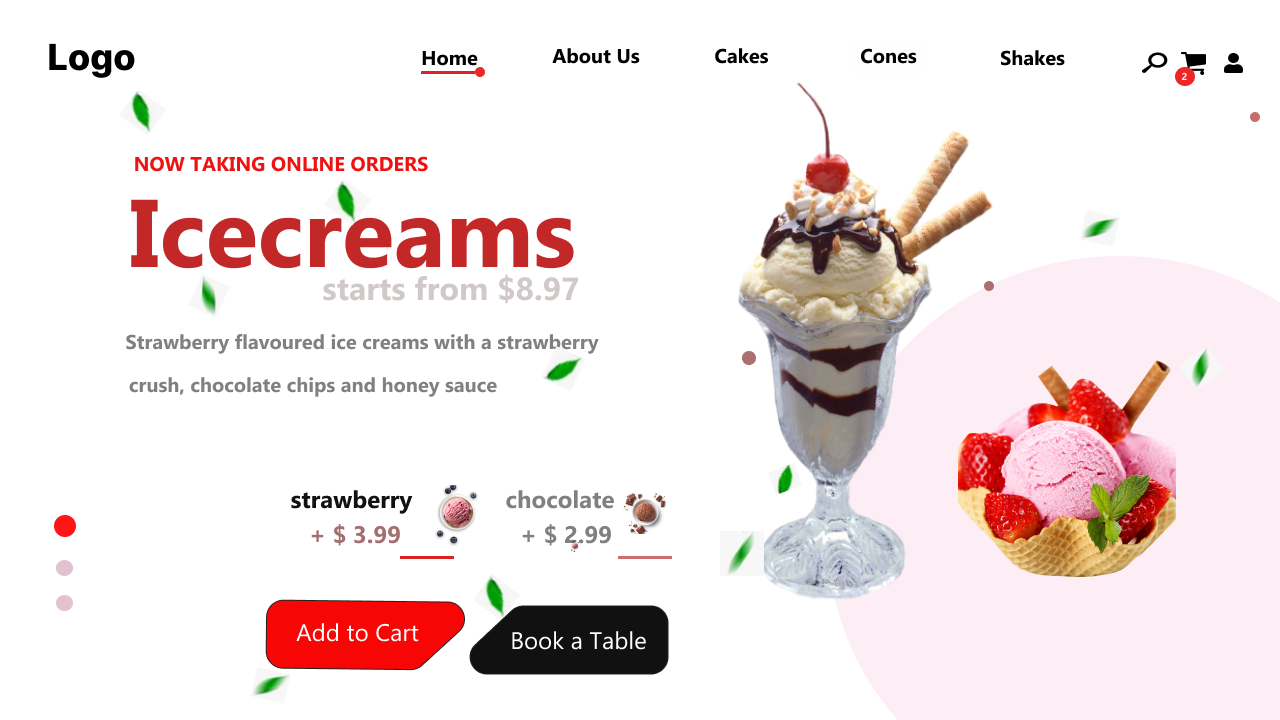 Logo
Home
About Us
Cakes
Cones
Shakes
2
NOW TAKING ONLINE ORDERS
Icecreams
starts from $8.97
Strawberry flavoured ice creams with a strawberry
crush, chocolate chips and honey sauce
strawberry
+ $ 3.99
chocolate
+ $ 2.99
Add to Cart
Book a Table